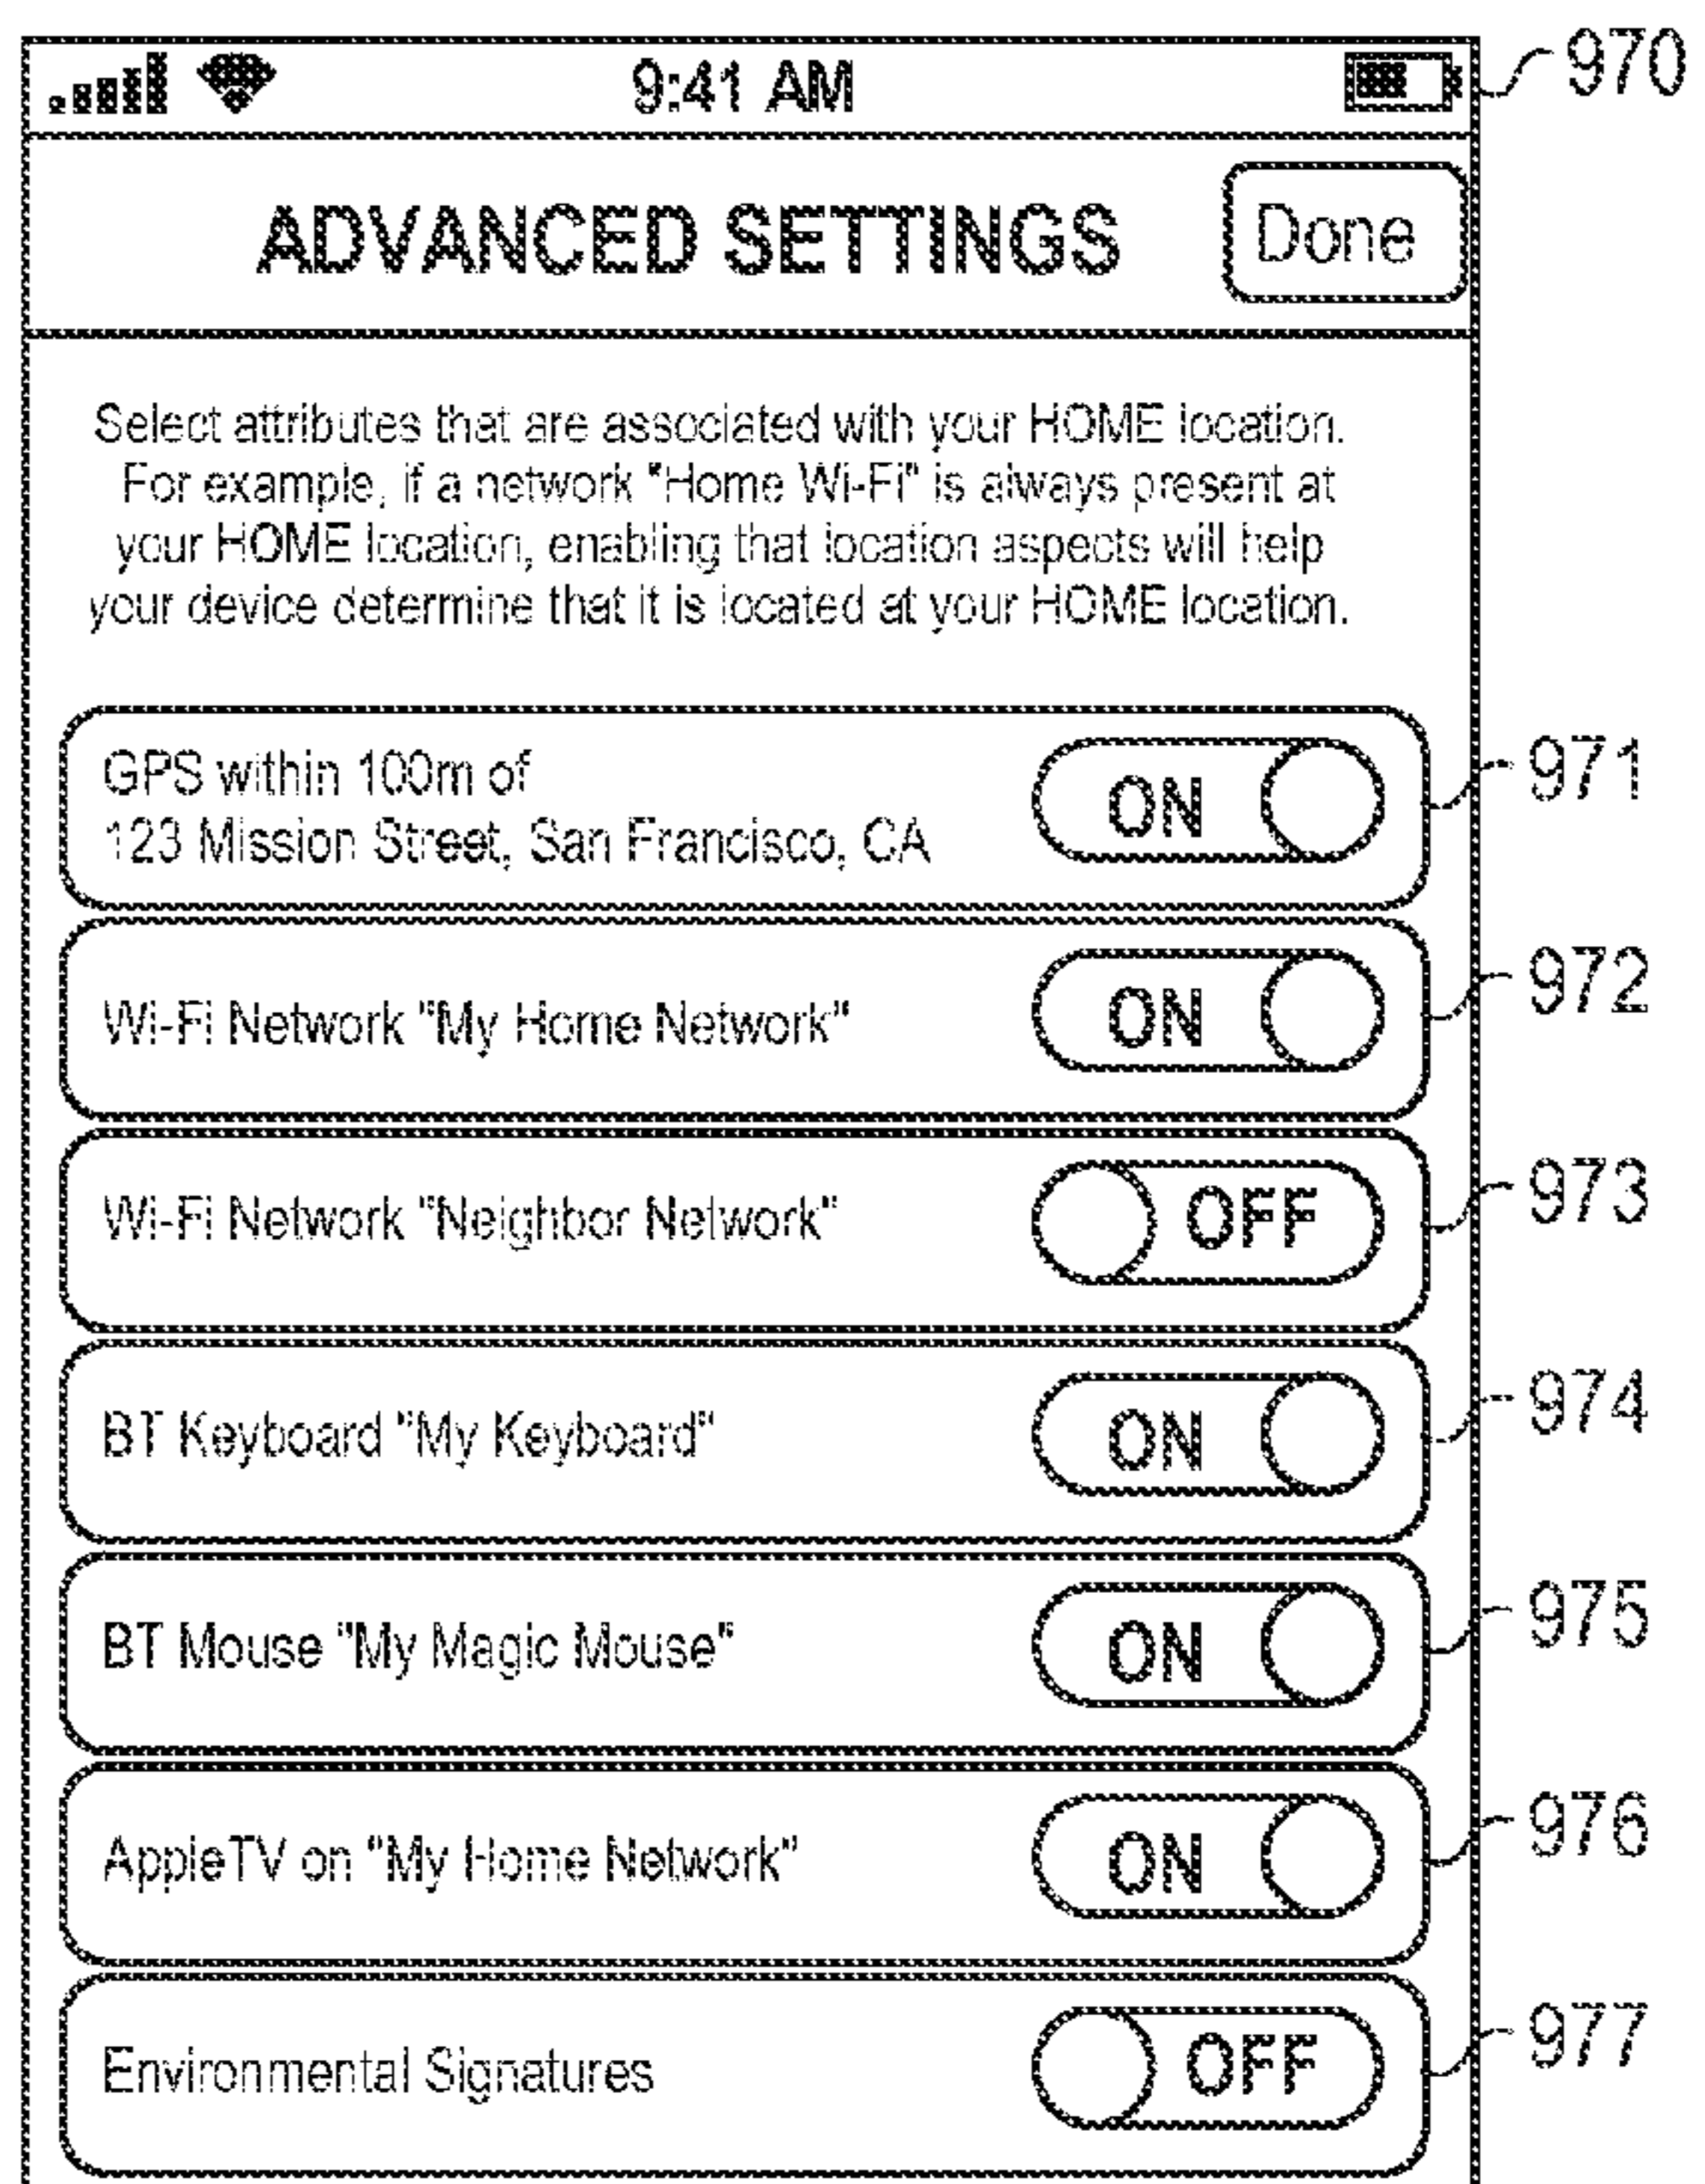 9:41 AM
970
ADVANCED SETTINGS
Done
Select attributes that are associated with your HOME location.
For example, if a network "Home Wi-Fi" is always present at
your HOME location, enabling that location aspects will help
your device determine that it is located at your HOME location.
GPS within 100m of
123 Mission Street, San Francisco, CA
ON
971
Wi-Fi Network "My Home Network"
ON
972
Wi-Fi Network "Neighbor Network"
OFF
973
BT Keyboard "My Keyboard"
ON
974
BT Mouse "My Magic Mouse"
ON
975
AppleTV on "My Home Network"
ON
976
Environmental Signatures
OFF
977